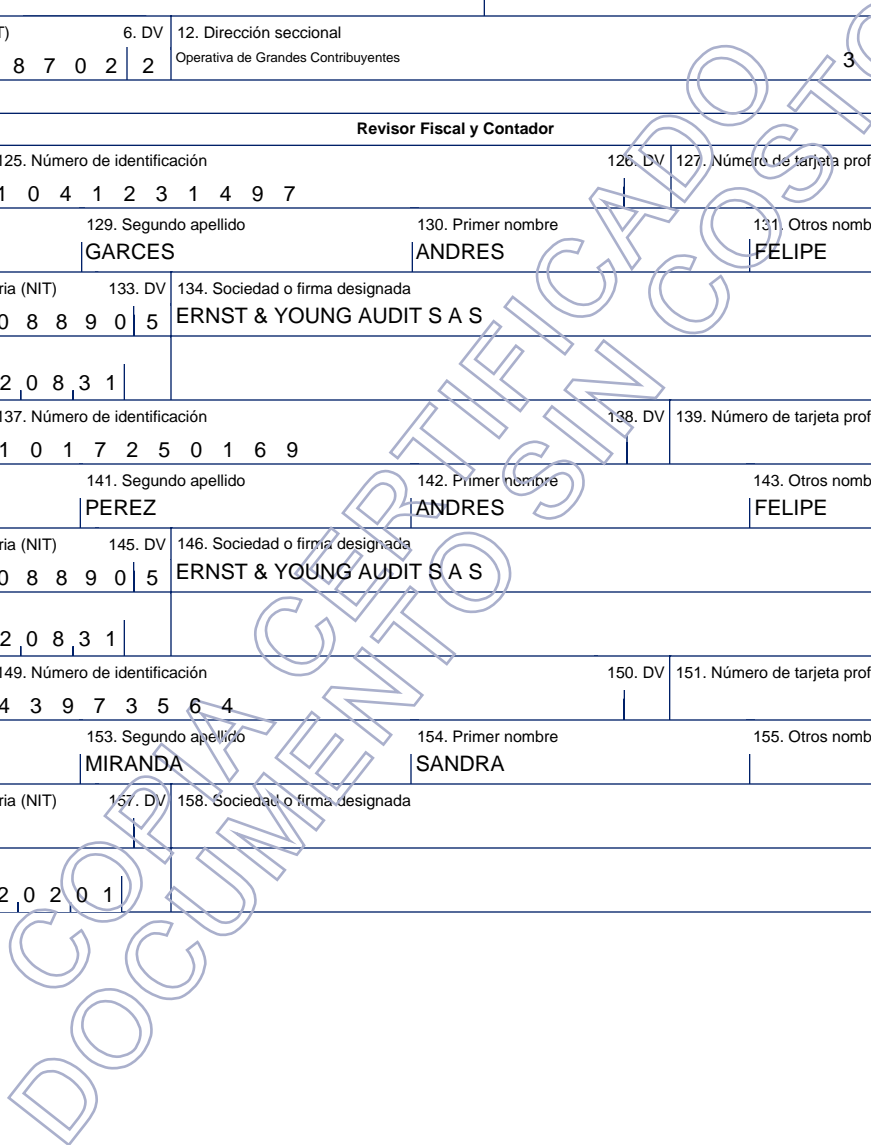 T) 6. DV 12. Dirección seccional
8 7 0 2 2 Operativa de Grandes Contribuyentes 3
Revisor Fiscal y Contador
125. Número de identificación 126. DV 127. Número de tarjeta prof
1 0 4 1 2 3 1 4 9 7
129. Segundo apellido 130. Primer nombre 131. Otros nomb
GARCES ANDRES FELIPE
ria (NIT) 133. DV 134. Sociedad o firma designada
0 8 8 9 0 5 ERNST & YOUNG AUDIT S A S
2 0 8 3 1
137. Número de identificación 138. DV 139. Número de tarjeta prof
1 0 1 7 2 5 0 1 6 9
141. Segundo apellido 142. Primer nombre 143. Otros nomb
PEREZ ANDRES FELIPE
ria (NIT) 145. DV 146. Sociedad o firma designada
0 8 8 9 0 5 ERNST & YOUNG AUDIT S A S
2 0 8 3 1
149. Número de identificación 150. DV 151. Número de tarjeta prof
4 3 9 7 3 5 6 4
153. Segundo apellido 154. Primer nombre 155. Otros nomb
MIRANDA SANDRA
ria (NIT) 157. DV 158. Sociedad o firma designada
2 0 2 0 1
COPIA CERTIFICADO
DOCUMENTO SIN COSTO